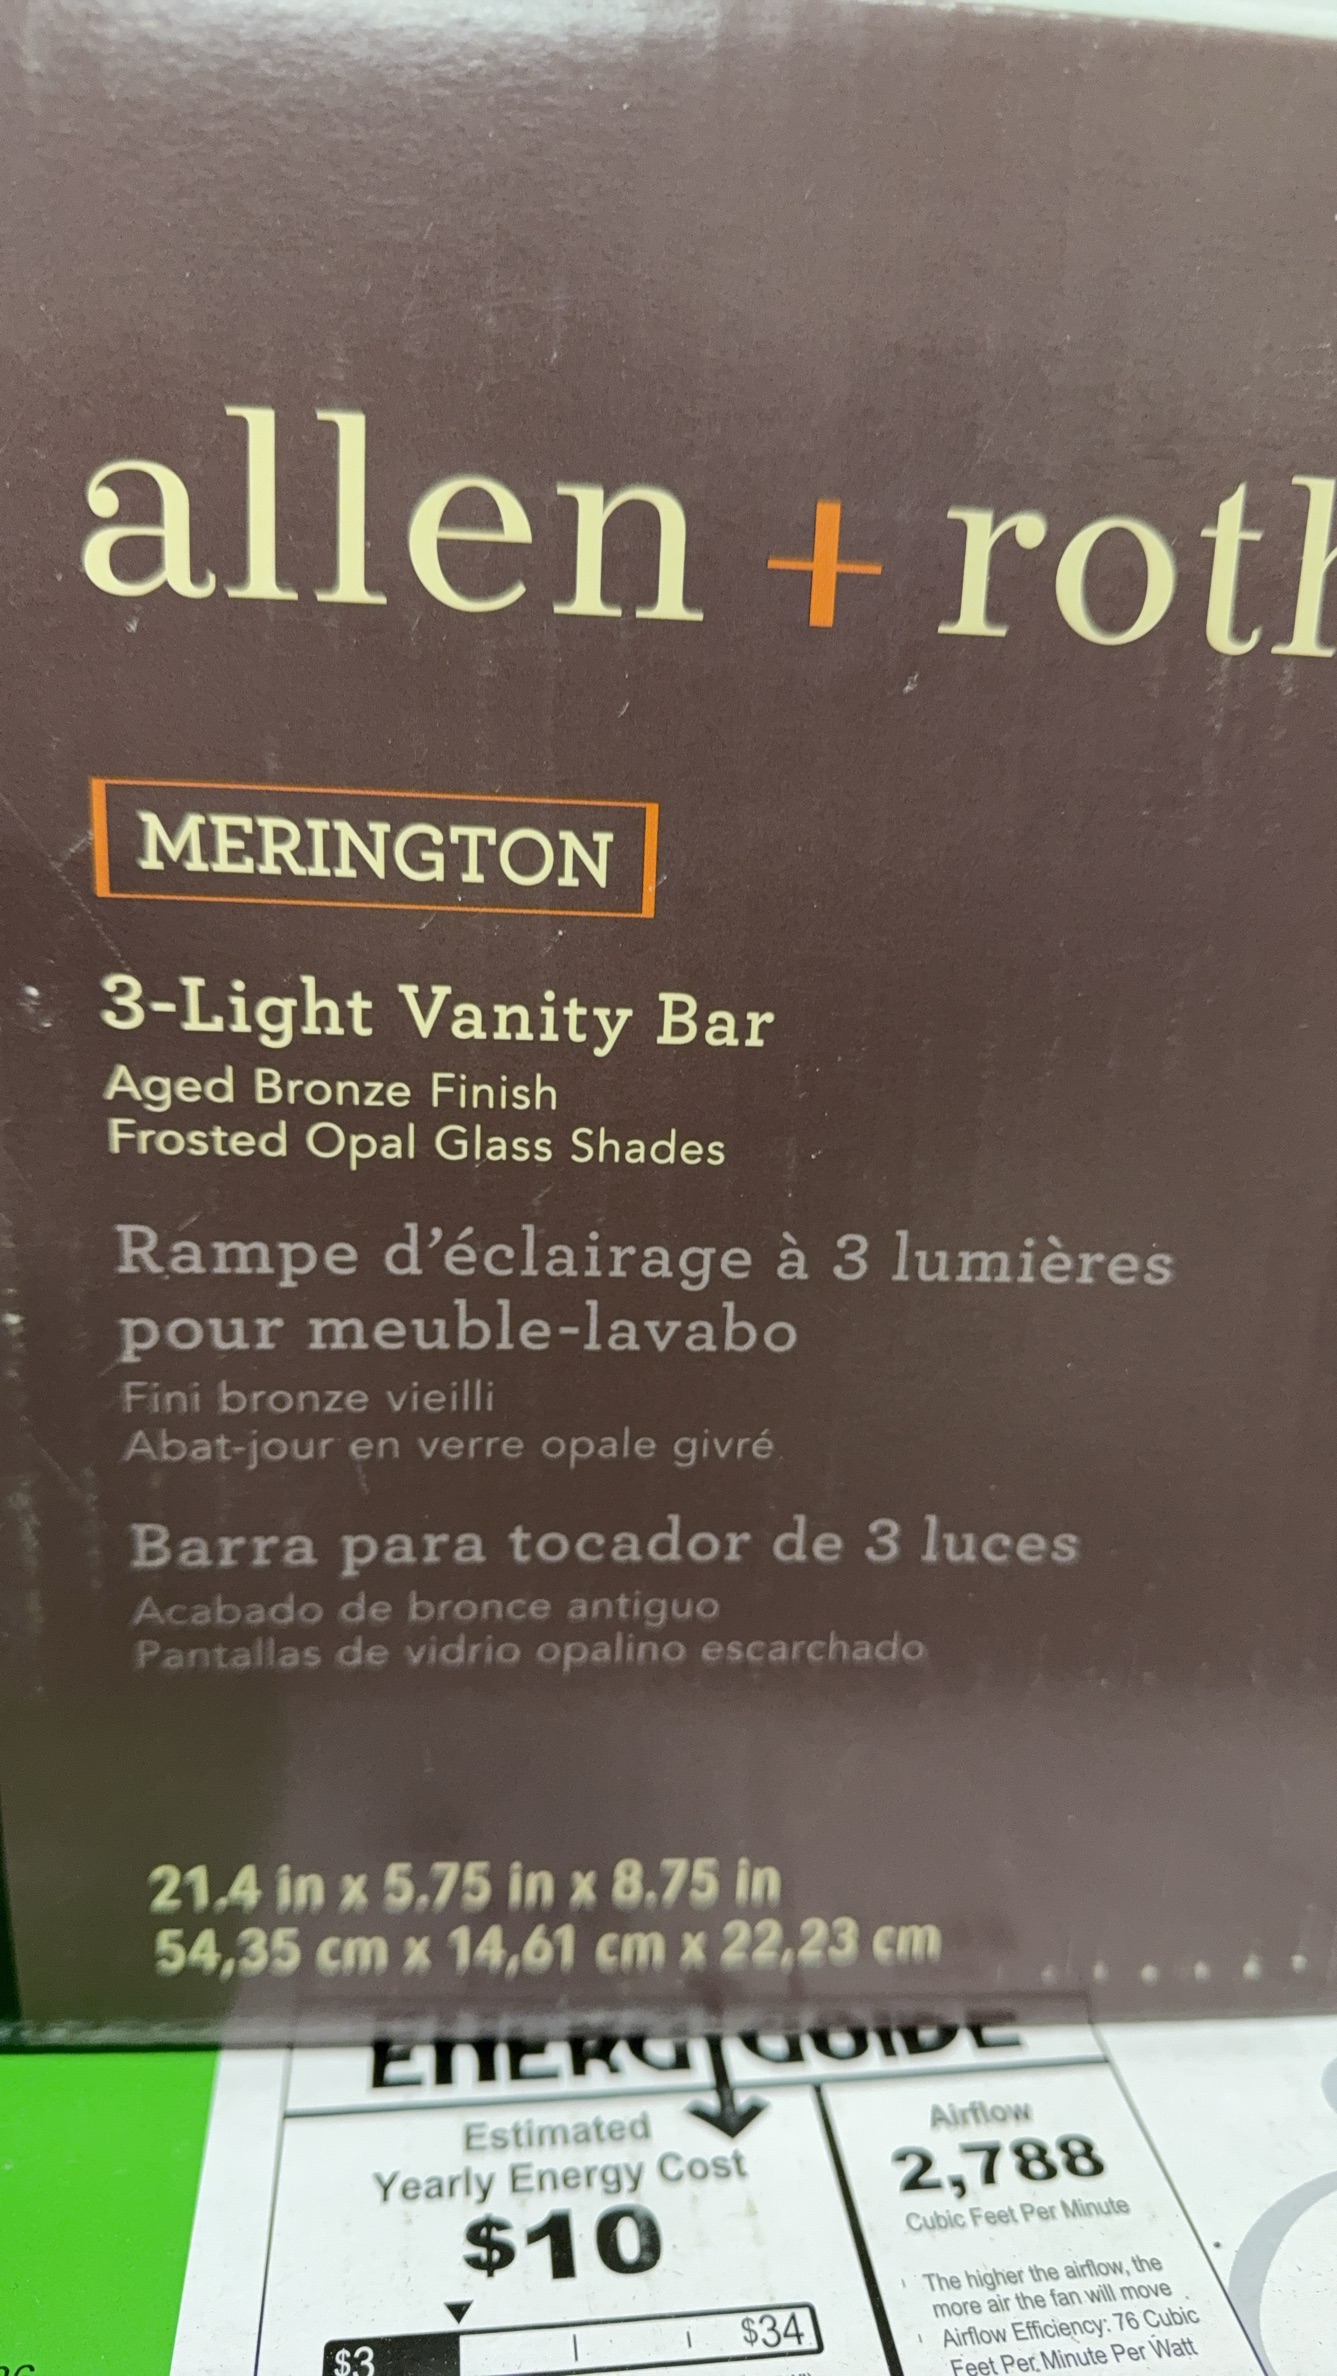 allen + roth
MERINGTON
3-Light Vanity Bar
Aged Bronze Finish
Frosted Opal Glass Shades
Rampe d'éclairage à 3 lumières
pour meuble-lavabo
Fini bronze vieilli
Abat-jour en verre opale givré
Barra para tocador de 3 luces
Acabado de bronce antiguo
Pantallas de vidrio opalino escarchado
21.4 in x 5.75 in x 8.75 in
54,35 cm x 14,61 cm x 22,23 cm
ENERGYGUIDE
Estimated
Yearly Energy Cost
$10
$3
$34
Airflow
2,788
Cubic Feet Per Minute
The higher the airflow, the
more air the fan will move
Airflow Efficiency: 76 Cubic
Feet Per Minute Per Watt